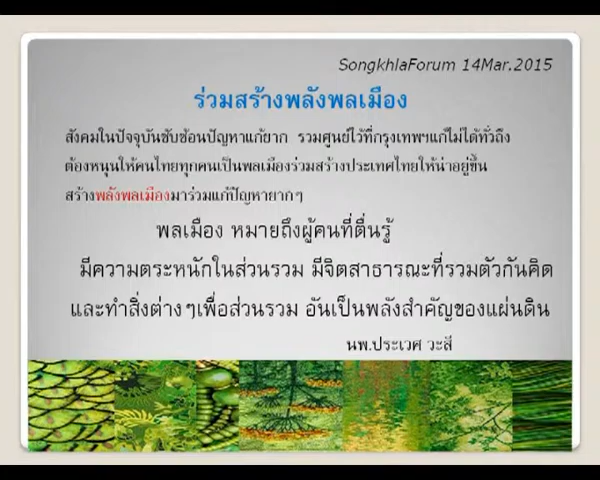 SongkhlaForum 14Mar.2015
ร่วมสร้างพลังพลเมือง
สังคมในปัจจุบันซับซ้อนปัญหาแก้ยาก รวมศูนย์ไว้ที่กรุงเทพฯแก้ไม่ได้ทั่วถึง
ต้องหนุนให้คนไทยทุกคนเป็นพลเมืองร่วมสร้างประเทศไทยให้น่าอยู่ขึ้น
สร้างพลังพลเมืองมาร่วมแก้ปัญหายากๆ
พลเมือง หมายถึงผู้คนที่ตื่นรู้
มีความตระหนักในส่วนรวม มีจิตสาธารณะที่รวมตัวกันคิด
และทำสิ่งต่างๆเพื่อส่วนรวม อันเป็นพลังสำคัญของแผ่นดิน
นพ.ประเวศ วะสี